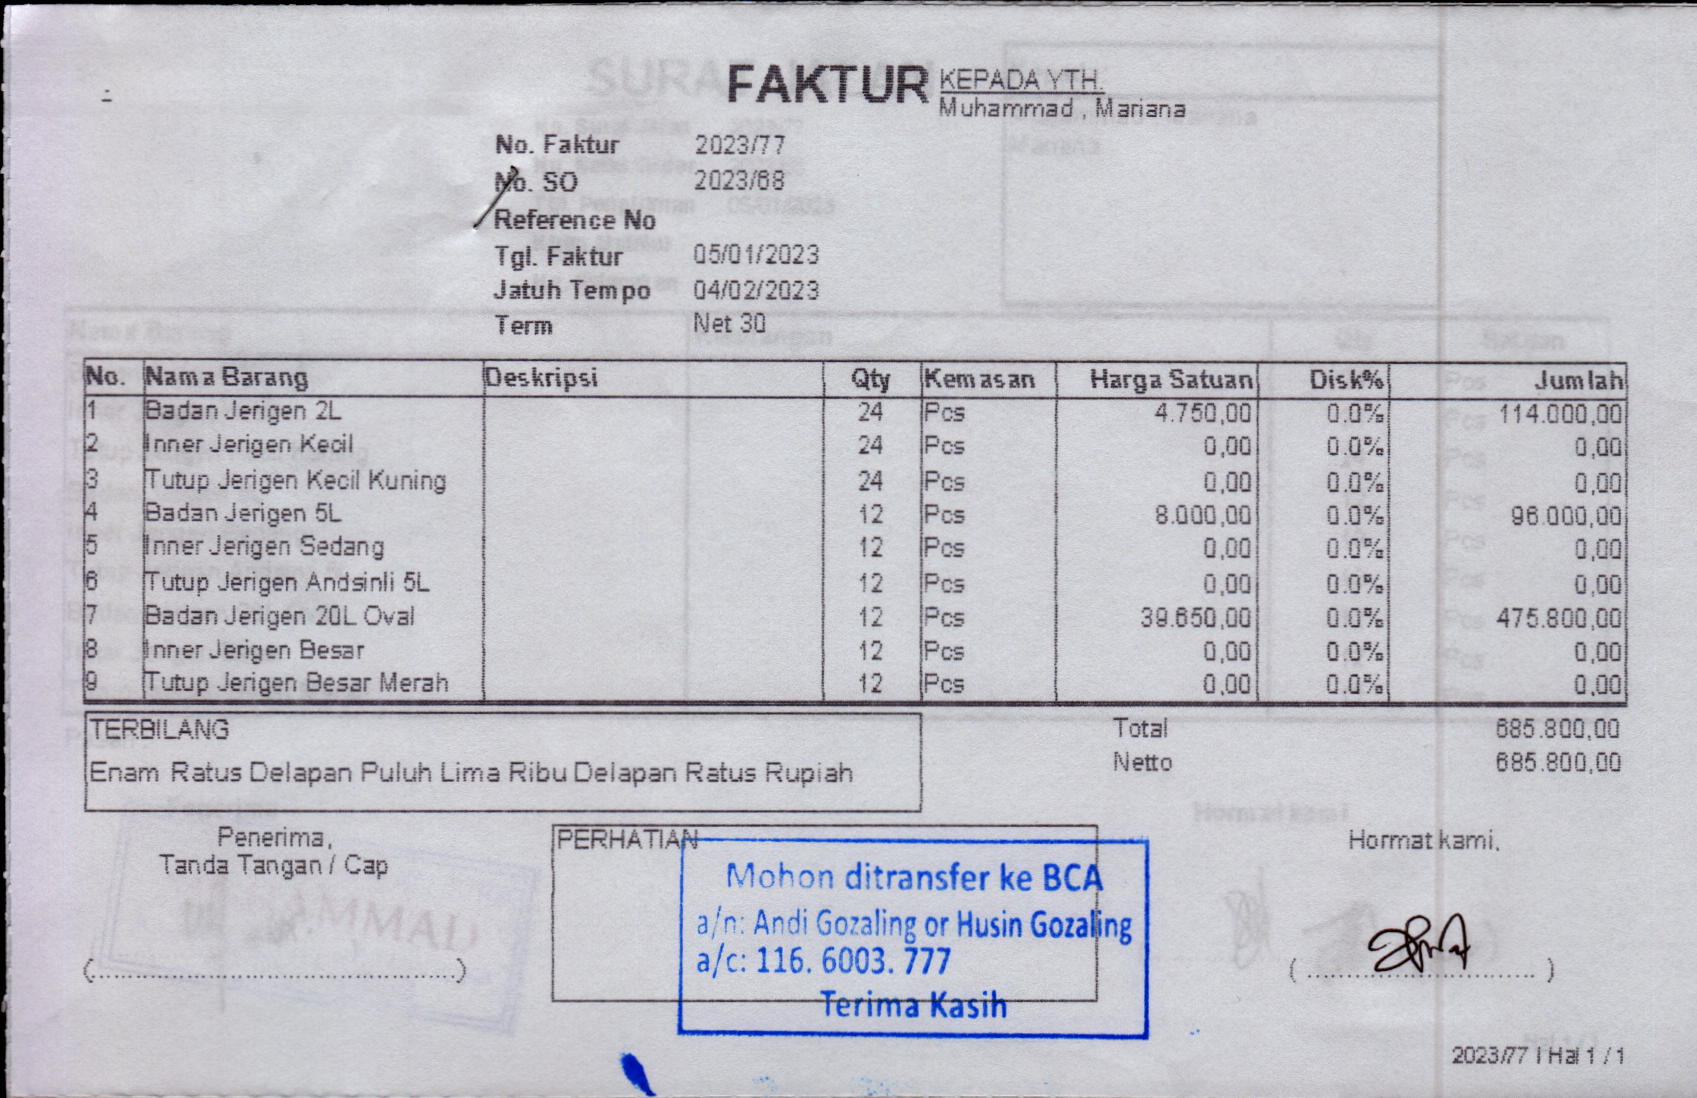 FAKTUR
KEPADA YTH.
Muhammad , Mariana
No. Faktur 2023/77
No. SO 2023/68
Reference No
Tgl. Faktur 05/01/2023
Jatuh Tempo 04/02/2023
Term Net 30
No. Nama Barang Deskripsi Qty Kemasan Harga Satuan Disk% Jumlah
1 Badan Jerigen 2L 24 Pcs 4.750,00 0.0% 114.000,00
2 Inner Jerigen Kecil 24 Pcs 0,00 0.0% 0,00
3 Tutup Jerigen Kecil Kuning 24 Pcs 0,00 0.0% 0,00
4 Badan Jerigen 5L 12 Pcs 8.000,00 0.0% 96.000,00
5 Inner Jerigen Sedang 12 Pcs 0,00 0.0% 0,00
6 Tutup Jerigen Andsinli 5L 12 Pcs 0,00 0.0% 0,00
7 Badan Jerigen 20L Oval 12 Pcs 39.650,00 0.0% 475.800,00
8 Inner Jerigen Besar 12 Pcs 0,00 0.0% 0,00
9 Tutup Jerigen Besar Merah 12 Pcs 0,00 0.0% 0,00
TERBILANG
Enam Ratus Delapan Puluh Lima Ribu Delapan Ratus Rupiah
Total 685.800,00
Netto 685.800,00
Penerima,
Tanda Tangan / Cap
PERHATIAN
Mohon ditransfer ke BCA
a/n: Andi Gozaling or Husin Gozaling
a/c: 116. 6003. 777
Terima Kasih
Hormat kami,
2023/77 | Hal 1 / 1